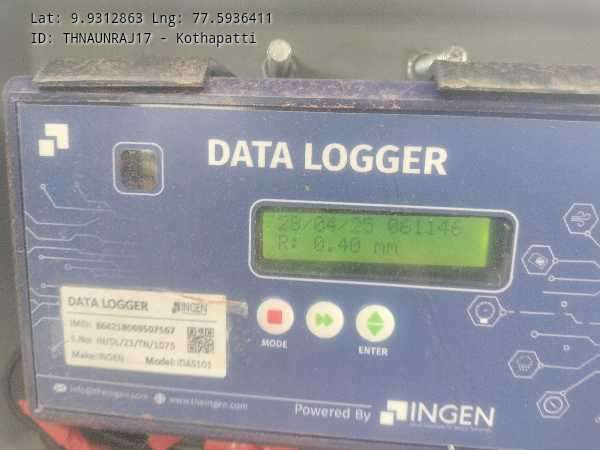 Lat: 9.9312863 Lng: 77.5936411
ID: THNAUNRAJ17 - Kothapatti
DATA LOGGER
28/04/25 061146
R: 0.40 mm
DATA LOGGER INGEN
IMEI: 864218069507567
S.No: IN/DL/23/TN/1075
Make: INGEN Model: IDAS101
MODE
ENTER
info@theingen.com www.theingen.com
Powered By INGEN